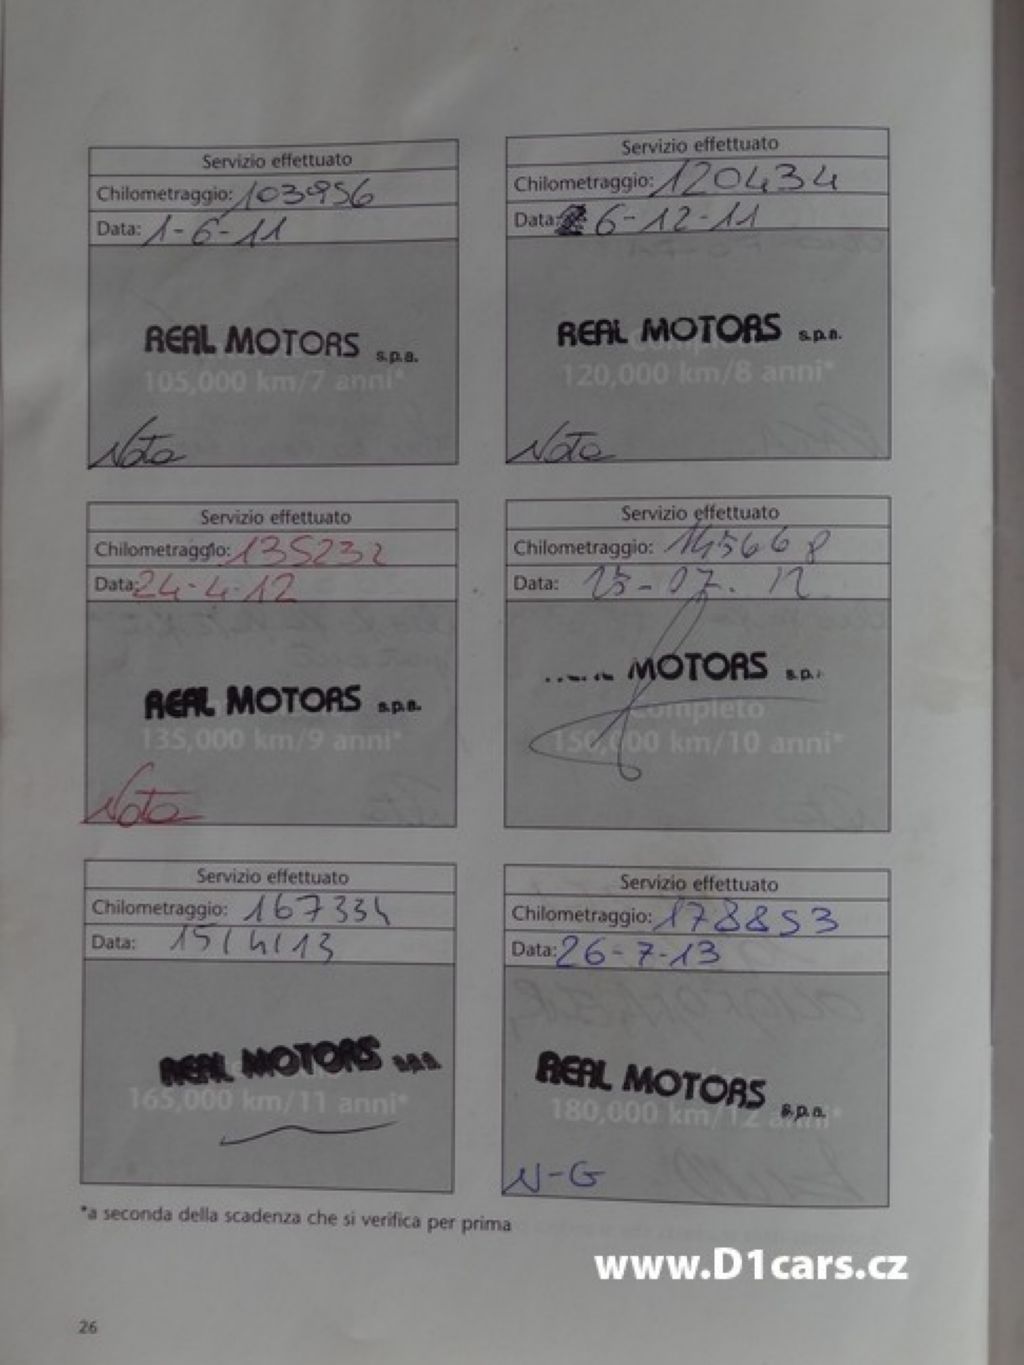 Servizio effettuato
Chilometraggio: 103956
Data: 1-6-11
REAL MOTORS s.p.a.
105,000 km/7 anni*
Nota
Servizio effettuato
Chilometraggio: 120434
Data: 6-12-11
REAL MOTORS s.p.a.
120,000 km/8 anni*
Nota
Servizio effettuato
Chilometraggio: 135232
Data: 24-4-12
REAL MOTORS s.p.a.
135,000 km/9 anni*
Nota
Servizio effettuato
Chilometraggio: 145668
Data: 25-07.12
MOTORS s.p.
Completo
150,000 km/10 anni*
Servizio effettuato
Chilometraggio: 167334
Data: 15/4/13
REAL MOTORS s.p.a.
165,000 km/11 anni*
Servizio effettuato
Chilometraggio: 178853
Data: 26-7-13
REAL MOTORS s.p.a.
180,000 km/12 anni*
N-G
*a seconda della scadenza che si verifica per prima
www.D1cars.cz
26